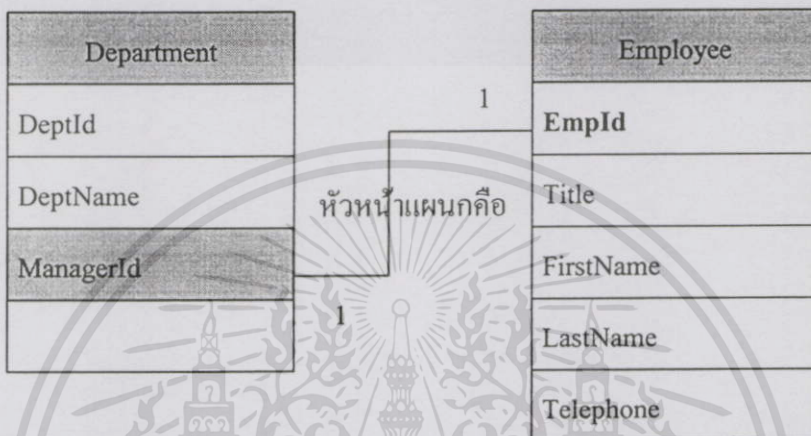 Department
DeptId
DeptName
ManagerId
1
หัวหน้าแผนกคือ
1
Employee
EmpId
Title
FirstName
LastName
Telephone